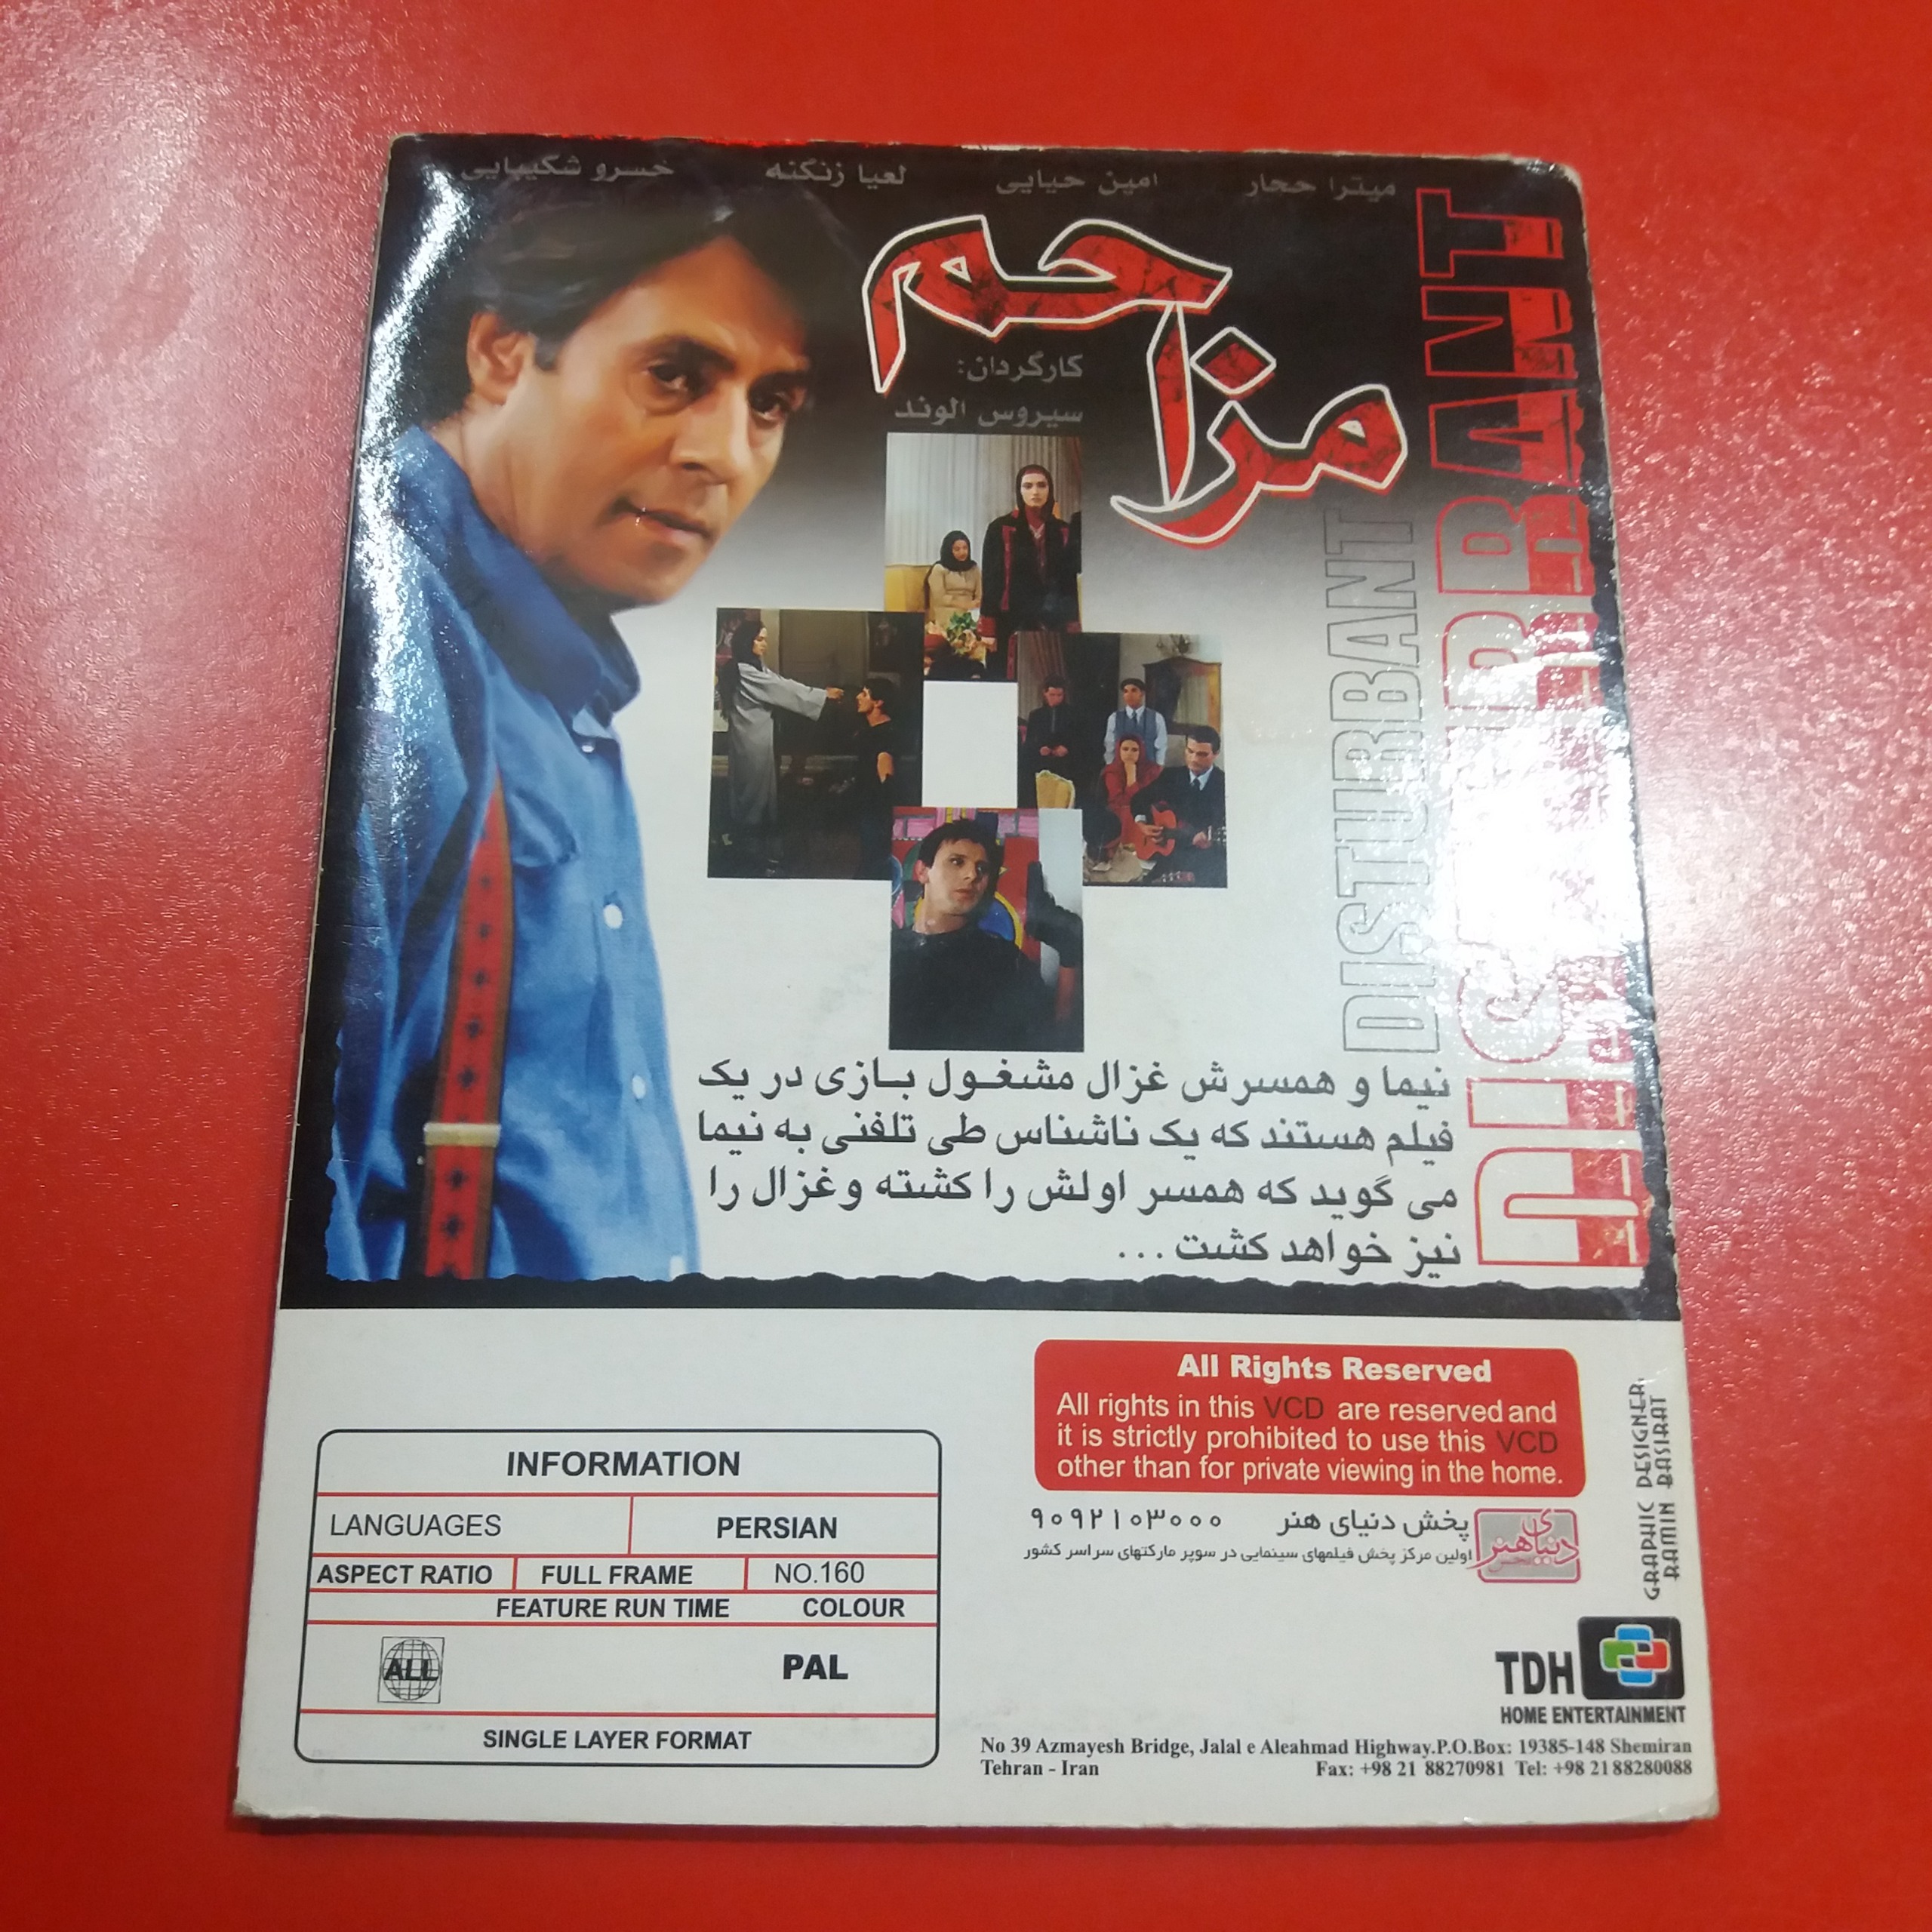 میترا حجار امین حیایی لعیا زنگنه خسرو شکیبایی
مزاحم
کارگردان:
سیروس الوند
DISTURBANT
DISTURBANT
نیما و همسرش غزال مشغول بازی در یک
فیلم هستند که یک ناشناس طی تلفنی به نیما
می گوید که همسر اولش را کشته و غزال را
نیز خواهد کشت ...
All Rights Reserved
All rights in this VCD are reserved and
it is strictly prohibited to use this VCD
other than for private viewing in the home.
پخش دنیای هنر ۹۰۹۲۱۰۳۰۰۰
اولین مرکز پخش فیلمهای سینمایی در سوپر مارکتهای سراسر کشور
دنیای هنر
GRAPHIC DESIGNER:
RAMIN BASIRAT
INFORMATION
LANGUAGES PERSIAN
ASPECT RATIO FULL FRAME NO.160
FEATURE RUN TIME COLOUR
ALL PAL
SINGLE LAYER FORMAT
TDH
HOME ENTERTAINMENT
No 39 Azmayesh Bridge, Jalal e Aleahmad Highway.P.O.Box: 19385-148 Shemiran
Tehran - Iran Fax: +98 21 88270981 Tel: +98 21 88280088